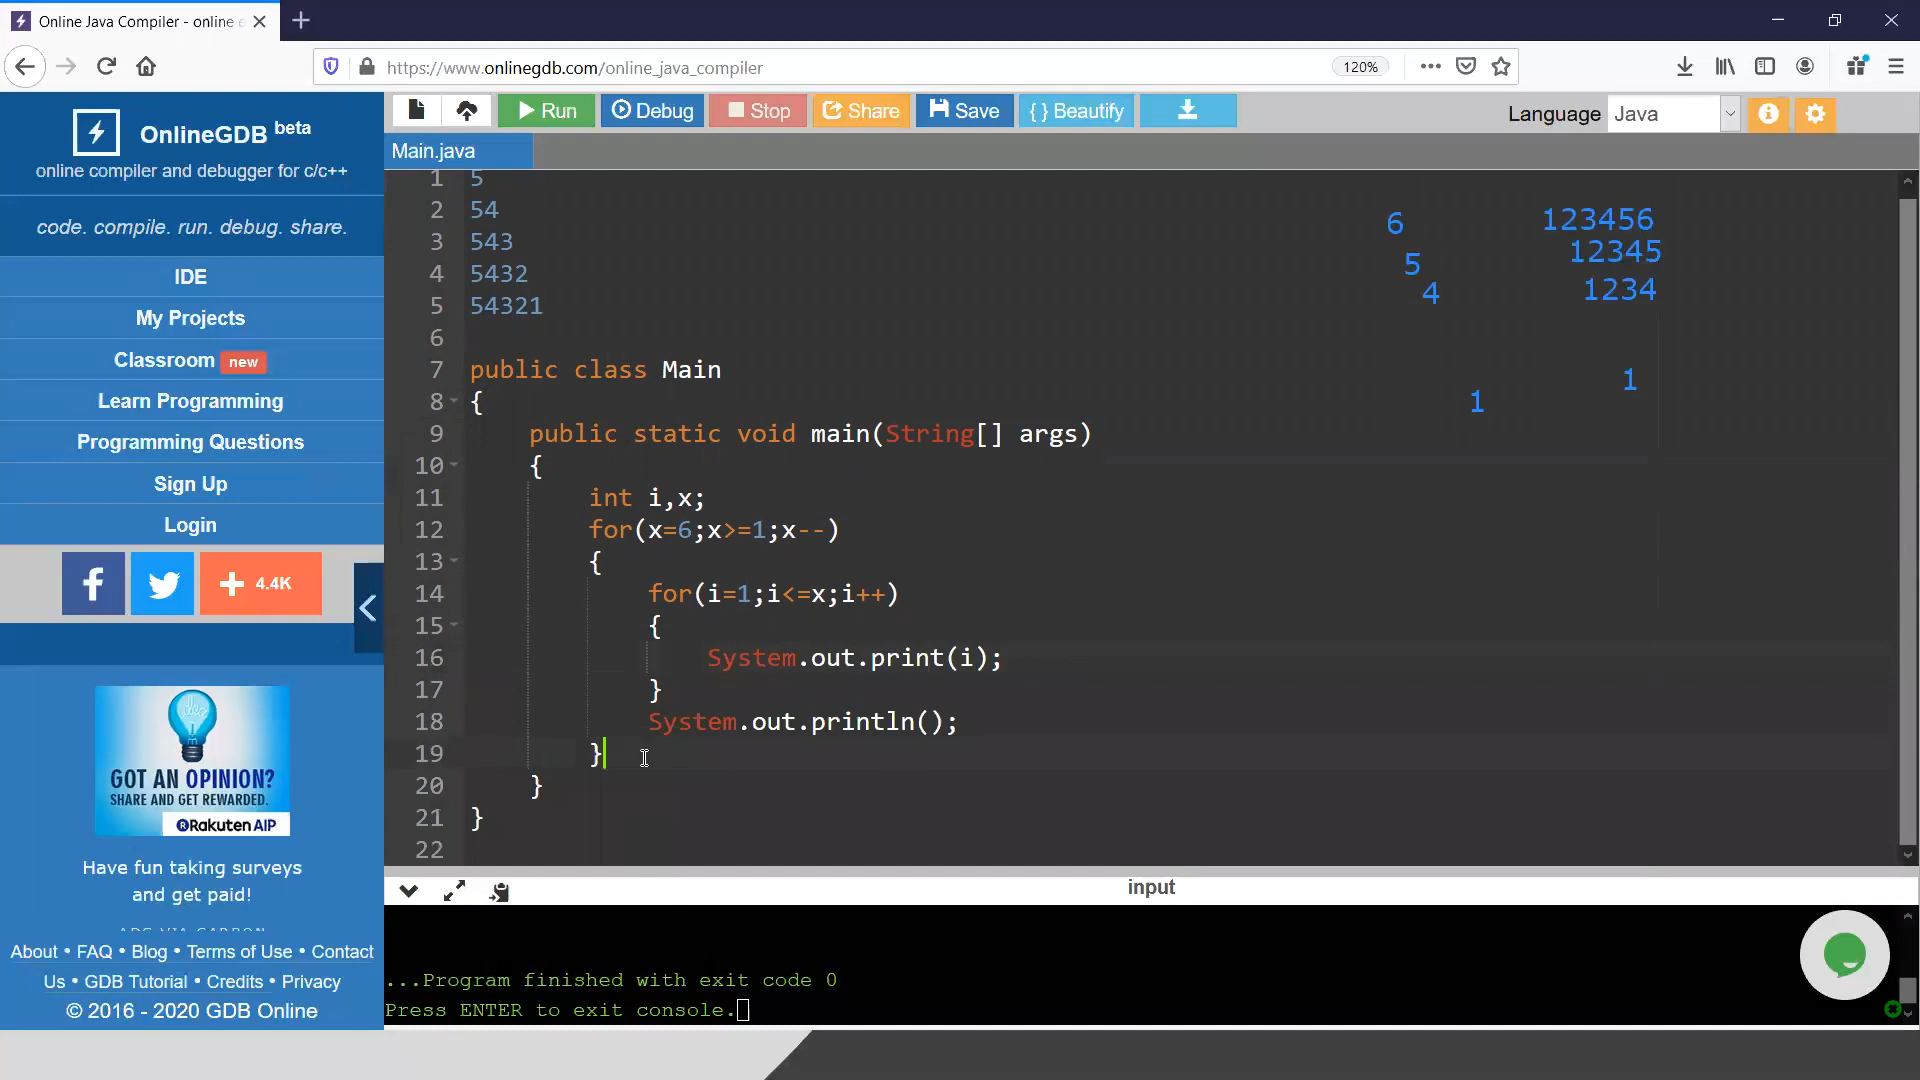 Online Java Compiler - online e
https://www.onlinegdb.com/online_java_compiler
120%
OnlineGDB beta
online compiler and debugger for c/c++
code. compile. run. debug. share.
IDE
My Projects
Classroom new
Learn Programming
Programming Questions
Sign Up
Login
4.4K
GOT AN OPINION?
SHARE AND GET REWARDED.
Rakuten AIP
Have fun taking surveys
and get paid!
ADS VIA CARBON
About • FAQ • Blog • Terms of Use • Contact
Us • GDB Tutorial • Credits • Privacy
© 2016 - 2020 GDB Online
Run Debug Stop Share Save { } Beautify
Language Java
Main.java
1 5
2 54
3 543
4 5432
5 54321
6
7 public class Main
8 {
9 public static void main(String[] args)
10 {
11 int i,x;
12 for(x=6;x>=1;x--)
13 {
14 for(i=1;i<=x;i++)
15 {
16 System.out.print(i);
17 }
18 System.out.println();
19 }
20 }
21 }
22
6 123456
5 12345
4 1234
1
1
input
...Program finished with exit code 0
Press ENTER to exit console.